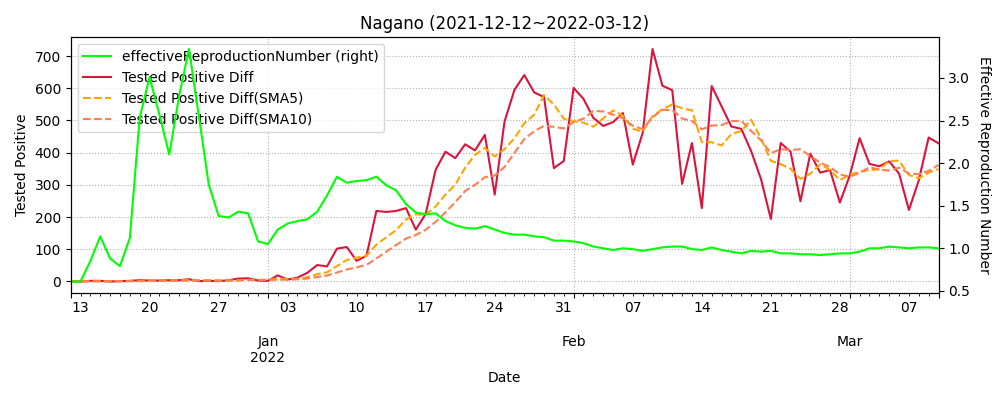 Nagano (2021-12-12~2022-03-12)
effectiveReproductionNumber (right)
Tested Positive Diff
Tested Positive Diff(SMA5)
Tested Positive Diff(SMA10)
Tested Positive
700
600
500
400
300
200
100
0
3.0
2.5
2.0
1.5
1.0
0.5
Effective Reproduction Number
13 20 27 03 10 17 24 31 07 14 21 28 07
Jan Feb Mar
2022
Date